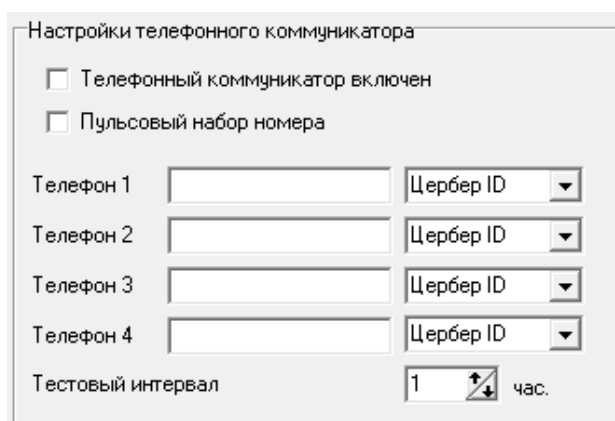 Настройки телефонного коммуникатора
Телефонный коммуникатор включен
Пульсовый набор номера
Телефон 1 Цербер ID
Телефон 2 Цербер ID
Телефон 3 Цербер ID
Телефон 4 Цербер ID
Тестовый интервал 1 час.